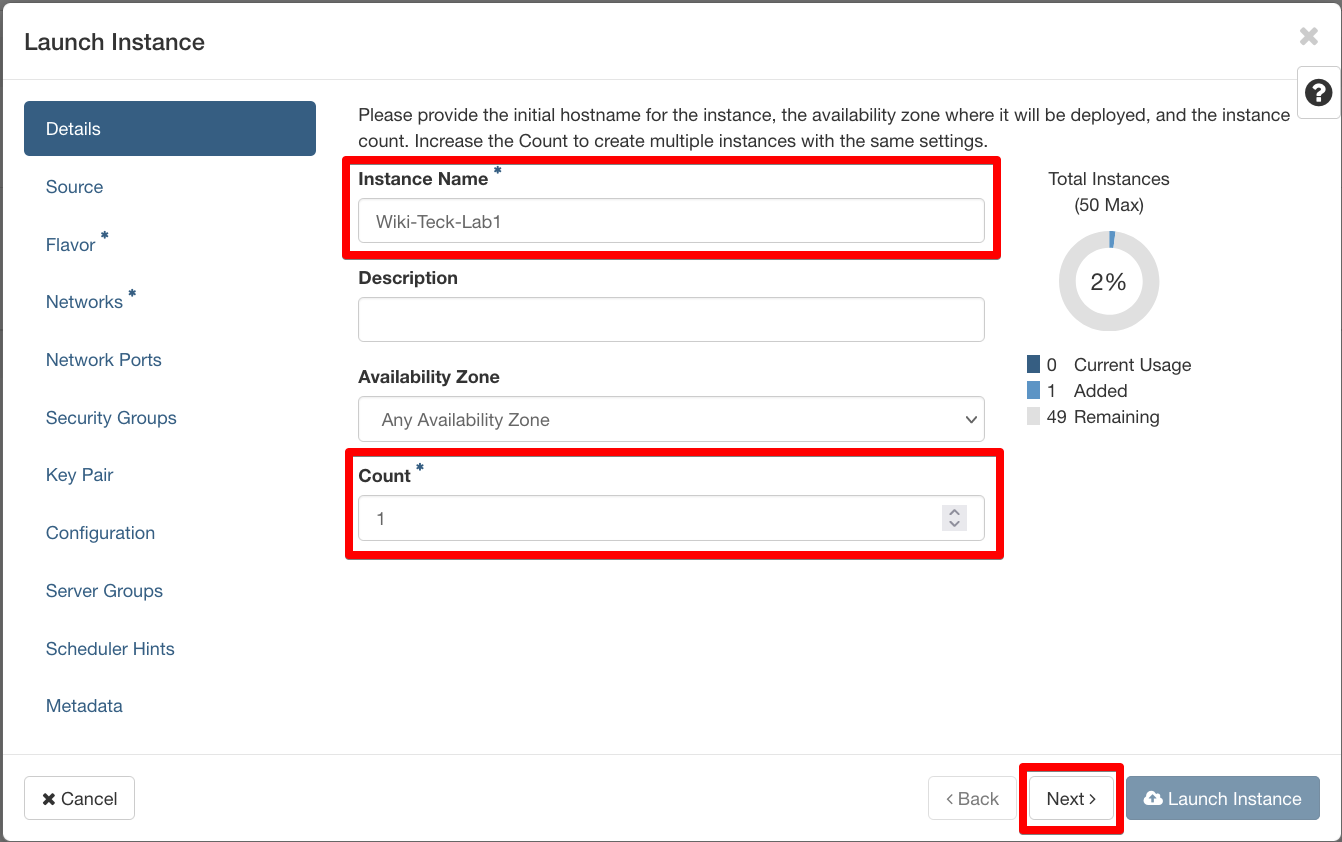 Launch Instance
Details
Source
Flavor *
Networks *
Network Ports
Security Groups
Key Pair
Configuration
Server Groups
Scheduler Hints
Metadata
Please provide the initial hostname for the instance, the availability zone where it will be deployed, and the instance
count. Increase the Count to create multiple instances with the same settings.
Instance Name *
Wiki-Teck-Lab1
Description
Availability Zone
Any Availability Zone
Count *
1
Total Instances
(50 Max)
2%
0 Current Usage
1 Added
49 Remaining
Cancel
< Back
Next >
Launch Instance